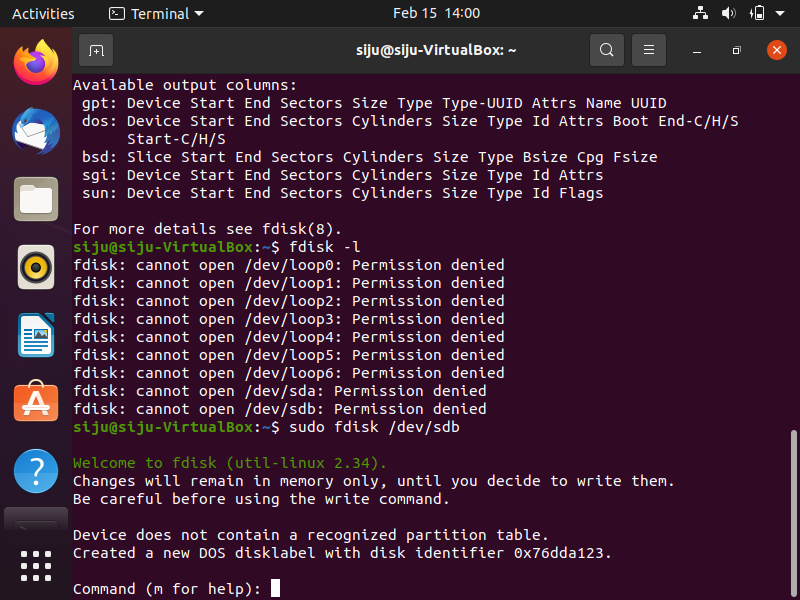 Activities Terminal Feb 15 14:00
siju@siju-VirtualBox: ~
Available output columns:
gpt: Device Start End Sectors Size Type Type-UUID Attrs Name UUID
dos: Device Start End Sectors Cylinders Size Type Id Attrs Boot End-C/H/S
Start-C/H/S
bsd: Slice Start End Sectors Cylinders Size Type Bsize Cpg Fsize
sgi: Device Start End Sectors Cylinders Size Type Id Attrs
sun: Device Start End Sectors Cylinders Size Type Id Flags
For more details see fdisk(8).
siju@siju-VirtualBox:~$ fdisk -l
fdisk: cannot open /dev/loop0: Permission denied
fdisk: cannot open /dev/loop1: Permission denied
fdisk: cannot open /dev/loop2: Permission denied
fdisk: cannot open /dev/loop3: Permission denied
fdisk: cannot open /dev/loop4: Permission denied
fdisk: cannot open /dev/loop5: Permission denied
fdisk: cannot open /dev/loop6: Permission denied
fdisk: cannot open /dev/sda: Permission denied
fdisk: cannot open /dev/sdb: Permission denied
siju@siju-VirtualBox:~$ sudo fdisk /dev/sdb
Welcome to fdisk (util-linux 2.34).
Changes will remain in memory only, until you decide to write them.
Be careful before using the write command.
Device does not contain a recognized partition table.
Created a new DOS disklabel with disk identifier 0x76dda123.
Command (m for help):